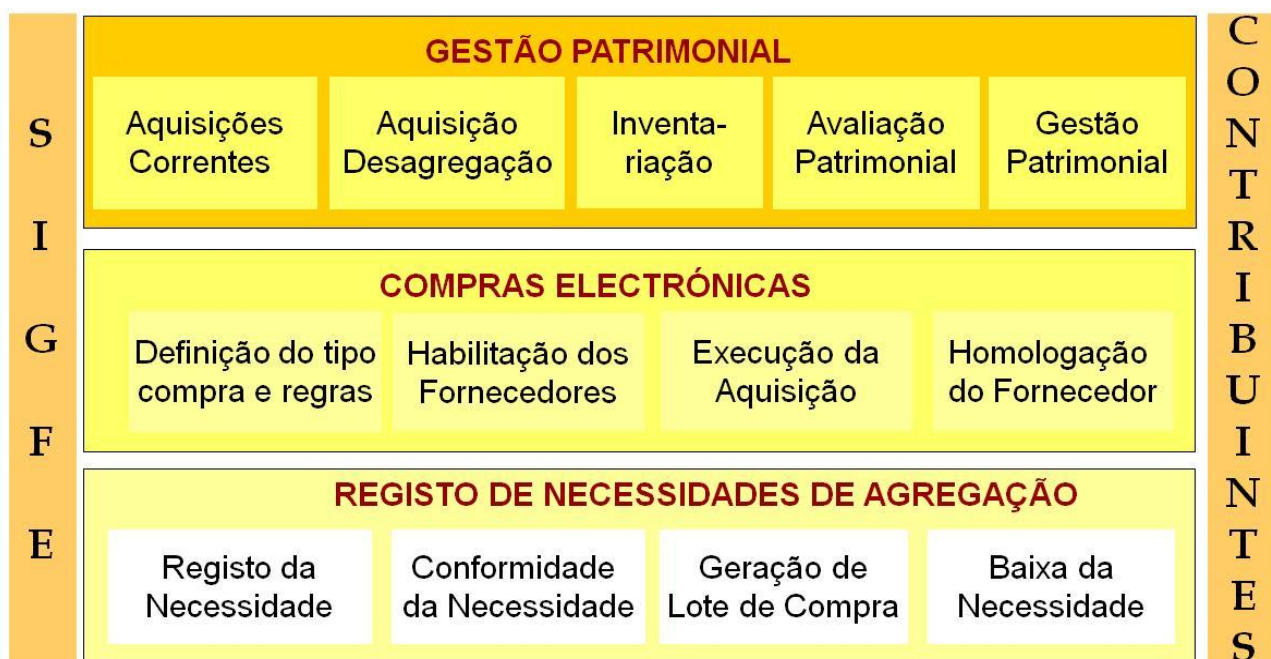 SIGFE
GESTÃO PATRIMONIAL
Aquisições
Correntes
Aquisição
Desagregação
Inventa-
riação
Avaliação
Patrimonial
Gestão
Patrimonial
COMPRAS ELECTRÓNICAS
Definição do tipo
compra e regras
Habilitação dos
Fornecedores
Execução da
Aquisição
Homologação
do Fornecedor
REGISTO DE NECESSIDADES DE AGREGAÇÃO
Registo da
Necessidade
Conformidade
da Necessidade
Geração de
Lote de Compra
Baixa da
Necessidade
CONTRIBUINTES